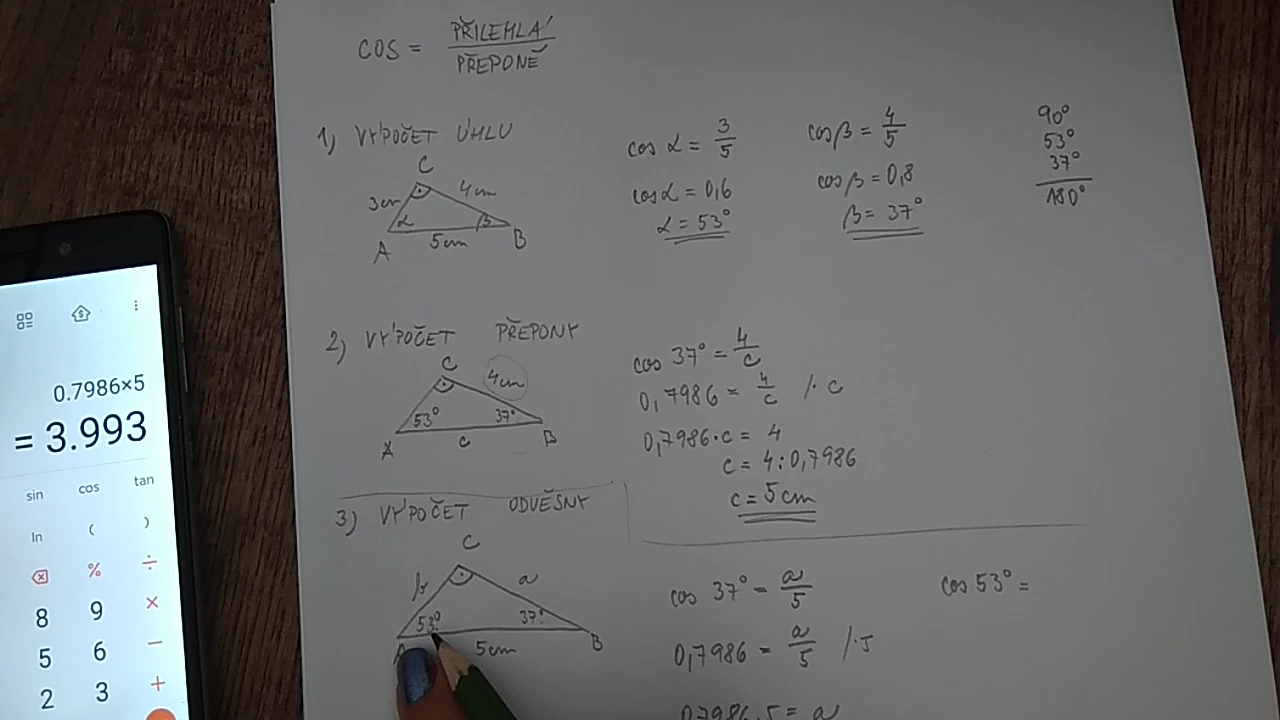 COS = PŘILEHLÁ / PŘEPONĚ
1) VÝPOČET ÚHLU
C
3cm 4cm
α β
A 5cm B
cos α = 3/5
cos α = 0,6
α = 53°
cos β = 4/5
cos β = 0,8
β = 37°
90°
53°
37°
180°
2) VÝPOČET PŘEPONY
C
4cm
53° 37°
A c B
cos 37° = 4/c
0,7986 = 4/c /· c
0,7986·c = 4
c = 4:0,7986
c = 5cm
3) VÝPOČET ODVĚSNY
C
b a
53° 37°
A 5cm B
cos 37° = a/5
0,7986 = a/5 /·5
0,7986·5 = a
cos 53° =
0.7986×5
= 3.993
sin cos tan
ln ( )
% ÷
8 9 ×
5 6 −
2 3 +